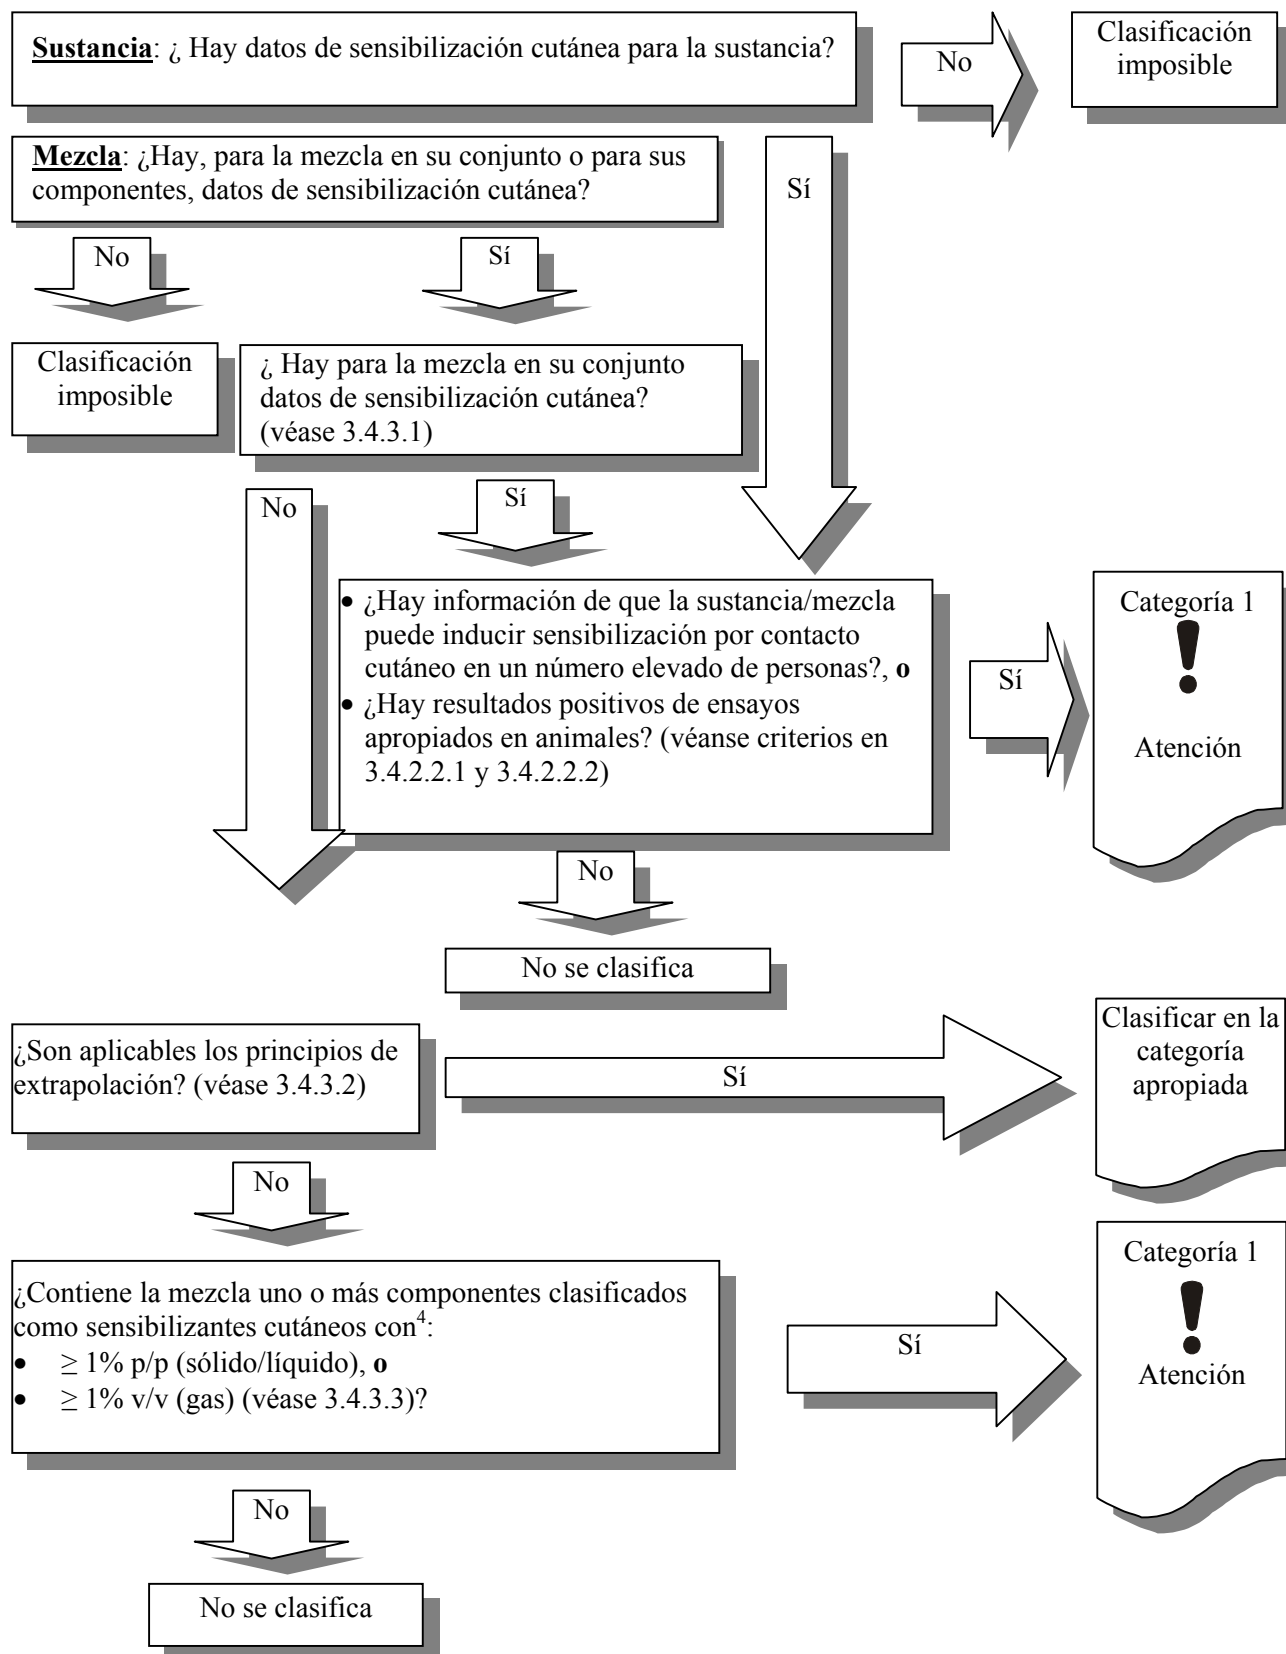 Sustancia: ¿ Hay datos de sensibilización cutánea para la sustancia?
No
Clasificación
imposible
Mezcla: ¿Hay, para la mezcla en su conjunto o para sus
componentes, datos de sensibilización cutánea?
Sí
No
Sí
Clasificación
imposible
¿ Hay para la mezcla en su conjunto
datos de sensibilización cutánea?
(véase 3.4.3.1)
No
Sí
• ¿Hay información de que la sustancia/mezcla
puede inducir sensibilización por contacto
cutáneo en un número elevado de personas?, o
• ¿Hay resultados positivos de ensayos
apropiados en animales? (véanse criterios en
3.4.2.2.1 y 3.4.2.2.2)
Sí
Categoría 1
!
Atención
No
No se clasifica
¿Son aplicables los principios de
extrapolación? (véase 3.4.3.2)
Sí
Clasificar en la
categoría
apropiada
No
¿Contiene la mezcla uno o más componentes clasificados
como sensibilizantes cutáneos con⁴:
• ≥ 1% p/p (sólido/líquido), o
• ≥ 1% v/v (gas) (véase 3.4.3.3)?
Sí
Categoría 1
!
Atención
No
No se clasifica